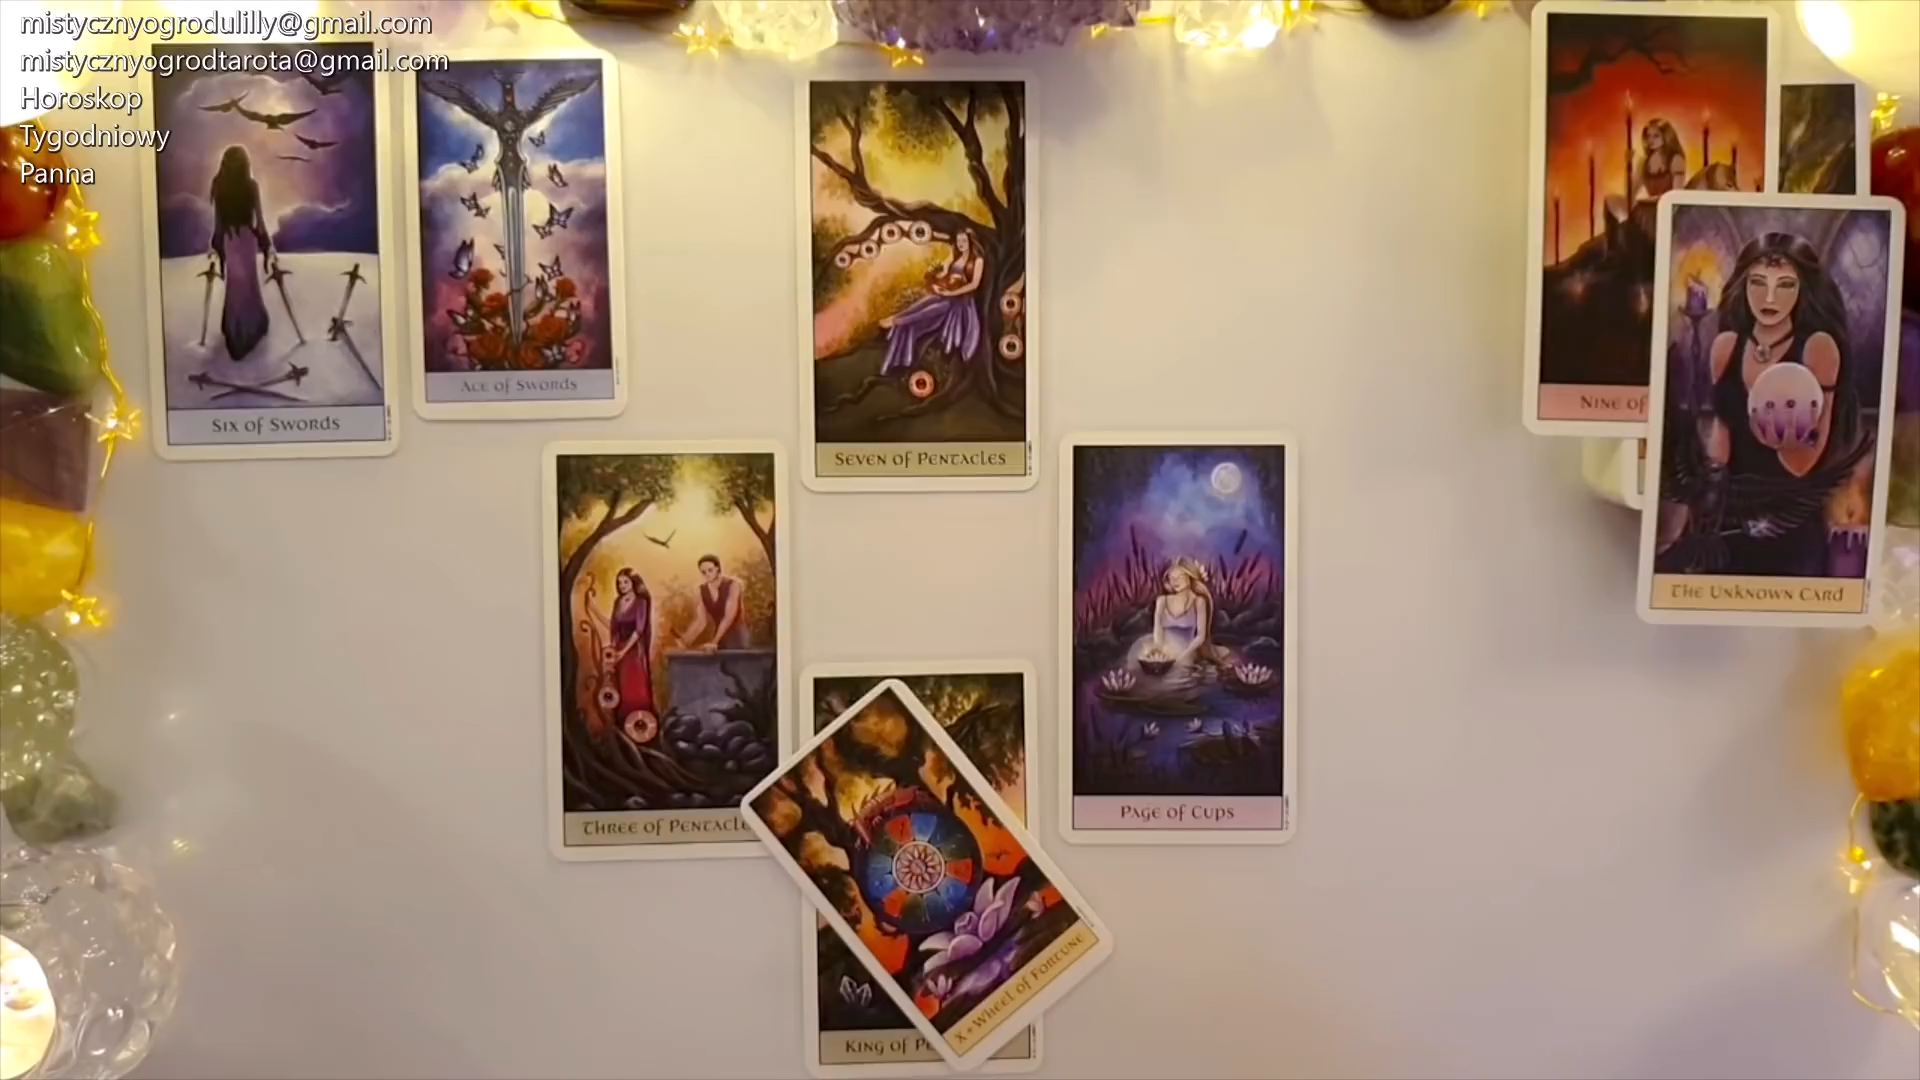 mistycznyogrodulilly@gmail.com
mistycznyogrodtarota@gmail.com
Horoskop
Tygodniowy
Panna
Six of Swords
Ace of Swords
Seven of Pentacles
Nine of
The Unknown Card
Three of Pentacle
Page of Cups
X + Wheel of Fortune
King of Pe